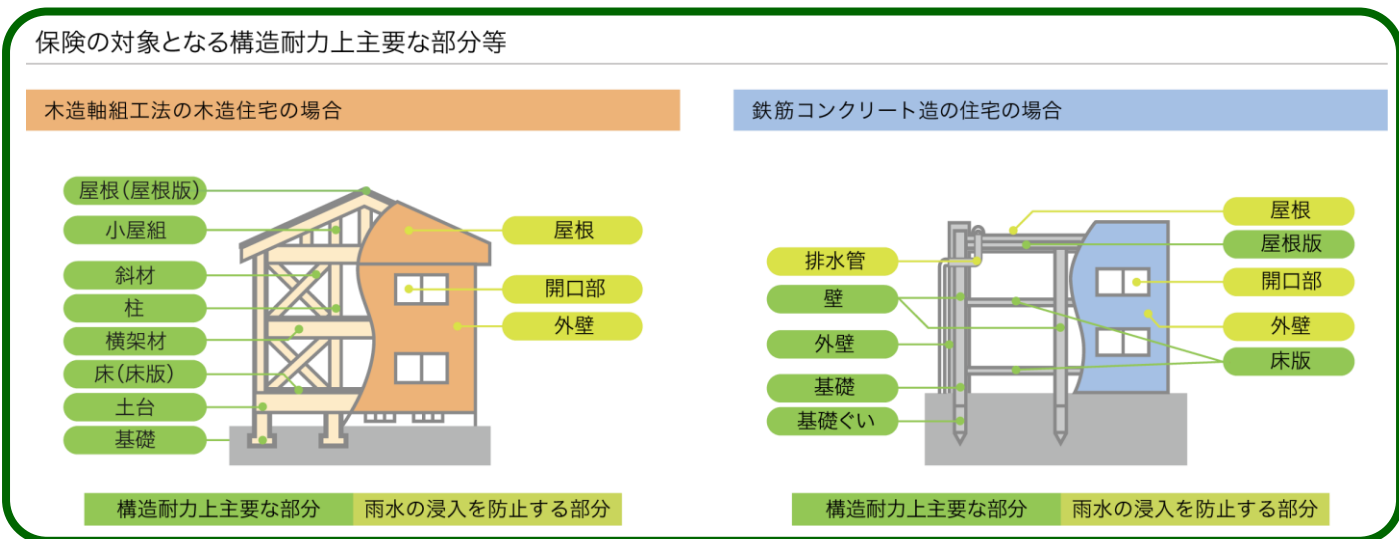 保険の対象となる構造耐力上主要な部分等
木造軸組工法の木造住宅の場合
屋根(屋根版)
小屋組
斜材
柱
横架材
床(床版)
土台
基礎
屋根
開口部
外壁
構造耐力上主要な部分
雨水の浸入を防止する部分
鉄筋コンクリート造の住宅の場合
排水管
壁
外壁
基礎
基礎ぐい
屋根
屋根版
開口部
外壁
床版
構造耐力上主要な部分
雨水の浸入を防止する部分